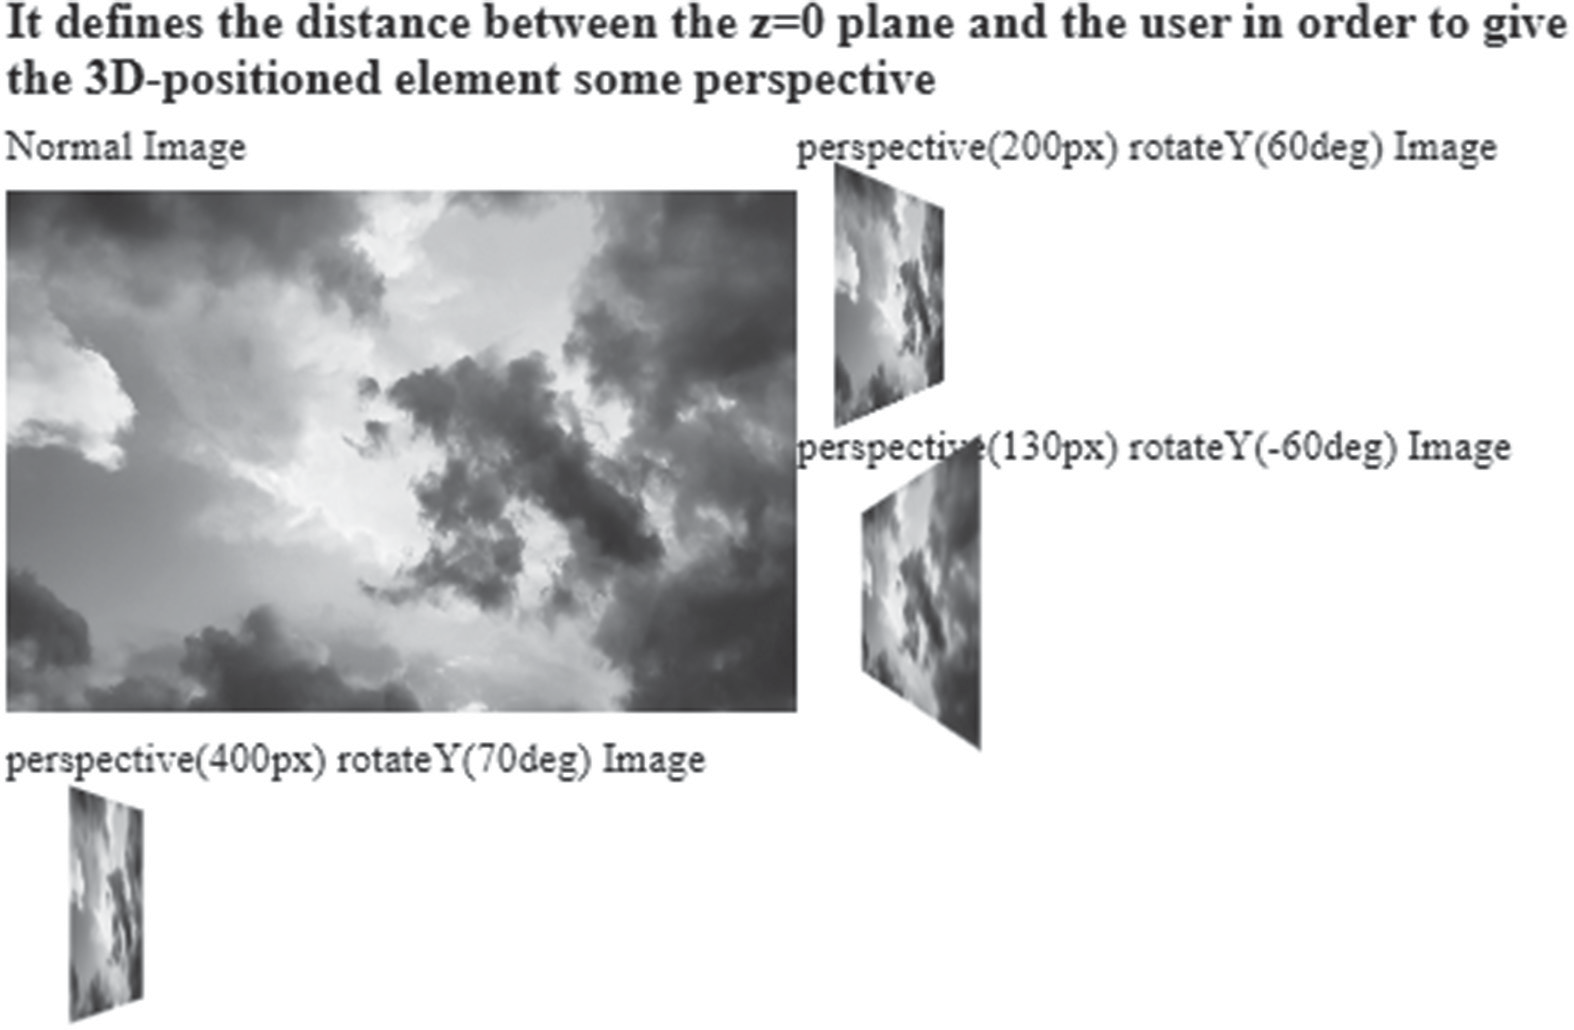 It defines the distance between the z=0 plane and the user in order to give
the 3D-positioned element some perspective
Normal Image
perspective(200px) rotateY(60deg) Image
perspective(130px) rotateY(-60deg) Image
perspective(400px) rotateY(70deg) Image